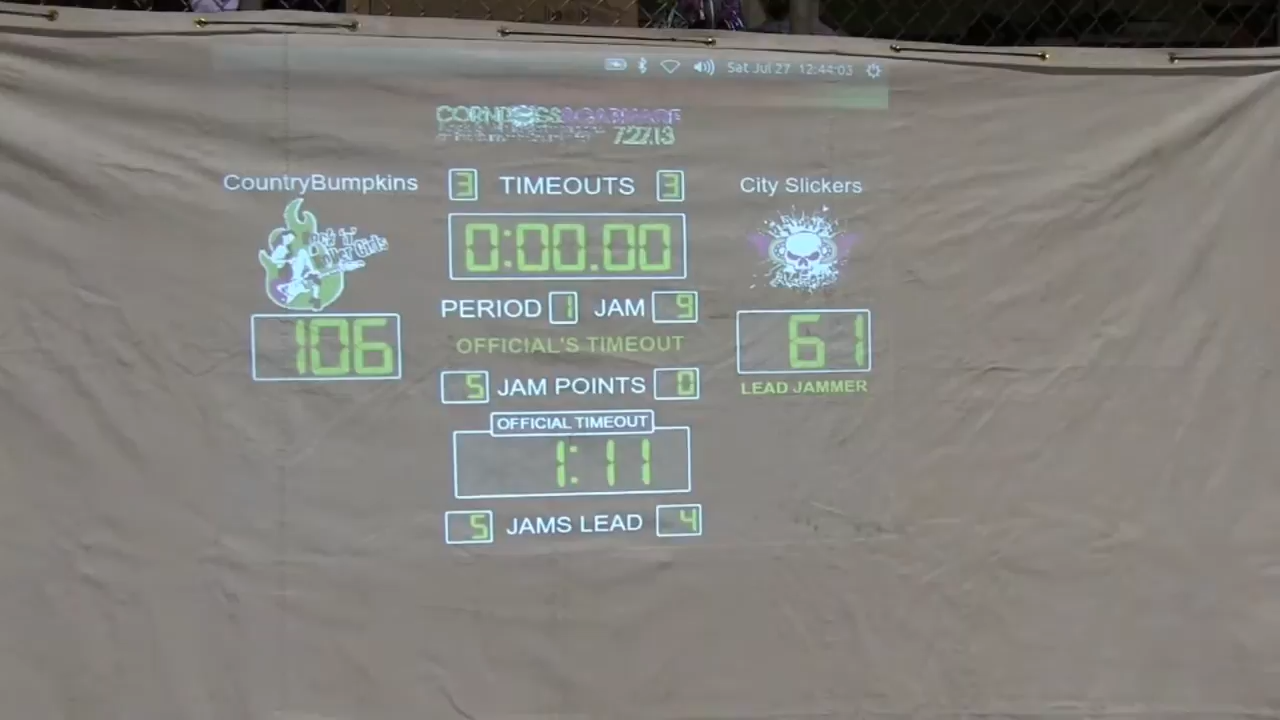 Sat Jul 27 12:44:03
7.27.13
CountryBumpkins
3 TIMEOUTS 3
City Slickers
0:00.00
PERIOD 1 JAM 9
106
OFFICIAL'S TIMEOUT
61
5 JAM POINTS 0
LEAD JAMMER
OFFICIAL TIMEOUT
1:11
5 JAMS LEAD 4